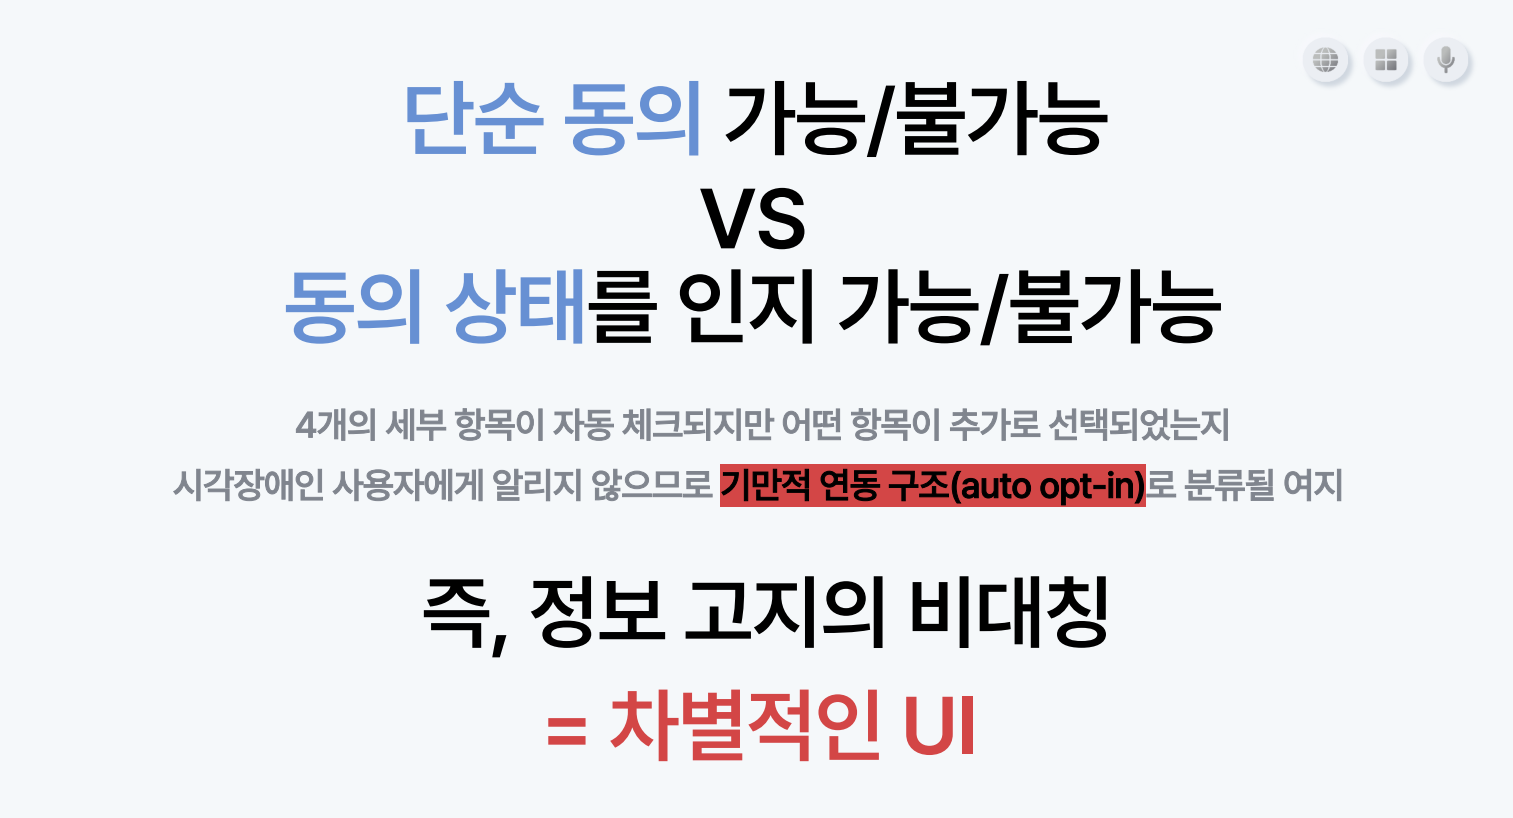 단순 동의 가능/불가능
VS
동의 상태를 인지 가능/불가능
4개의 세부 항목이 자동 체크되지만 어떤 항목이 추가로 선택되었는지
시각장애인 사용자에게 알리지 않으므로 기만적 연동 구조(auto opt-in)로 분류될 여지
즉, 정보 고지의 비대칭
= 차별적인 UI